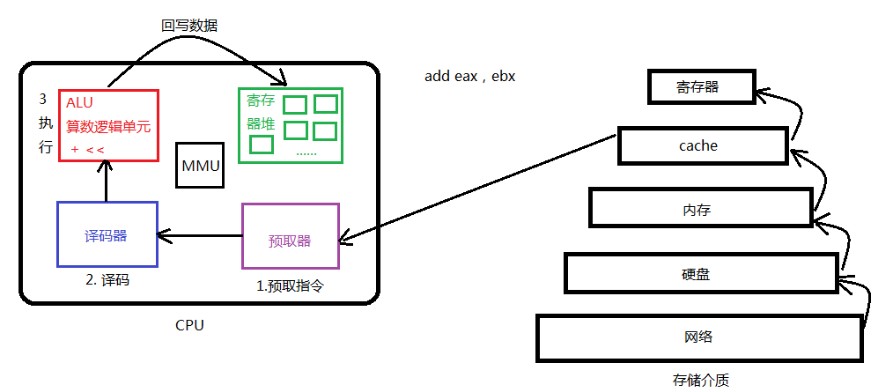 回写数据
add eax , ebx
3
执
行
ALU
算数逻辑单元
+ <<
寄存
器堆
......
MMU
译码器
预取器
2. 译码
1.预取指令
CPU
寄存器
cache
内存
硬盘
网络
存储介质